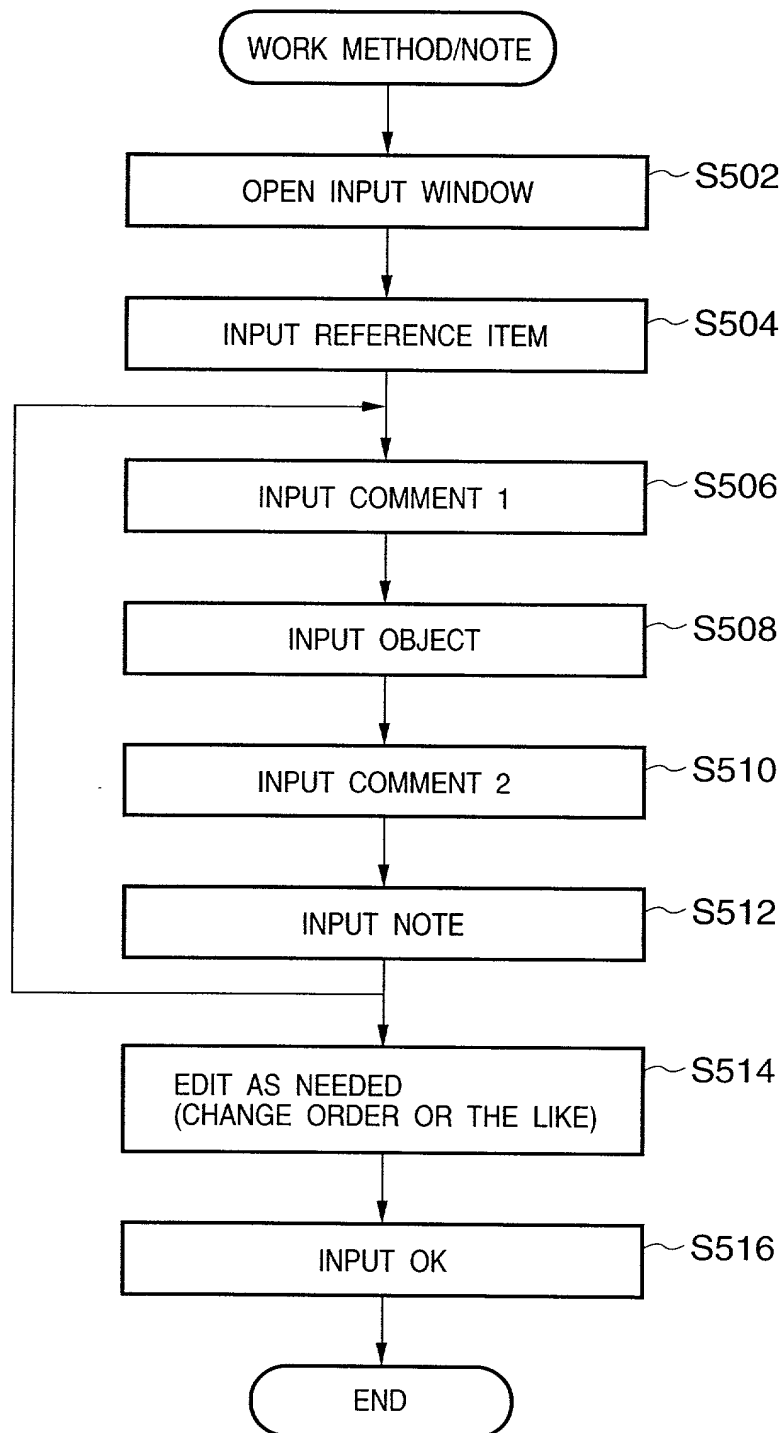 WORK METHOD/NOTE
OPEN INPUT WINDOW
S502
INPUT REFERENCE ITEM
S504
INPUT COMMENT 1
S506
INPUT OBJECT
S508
INPUT COMMENT 2
S510
INPUT NOTE
S512
EDIT AS NEEDED
(CHANGE ORDER OR THE LIKE)
S514
INPUT OK
S516
END